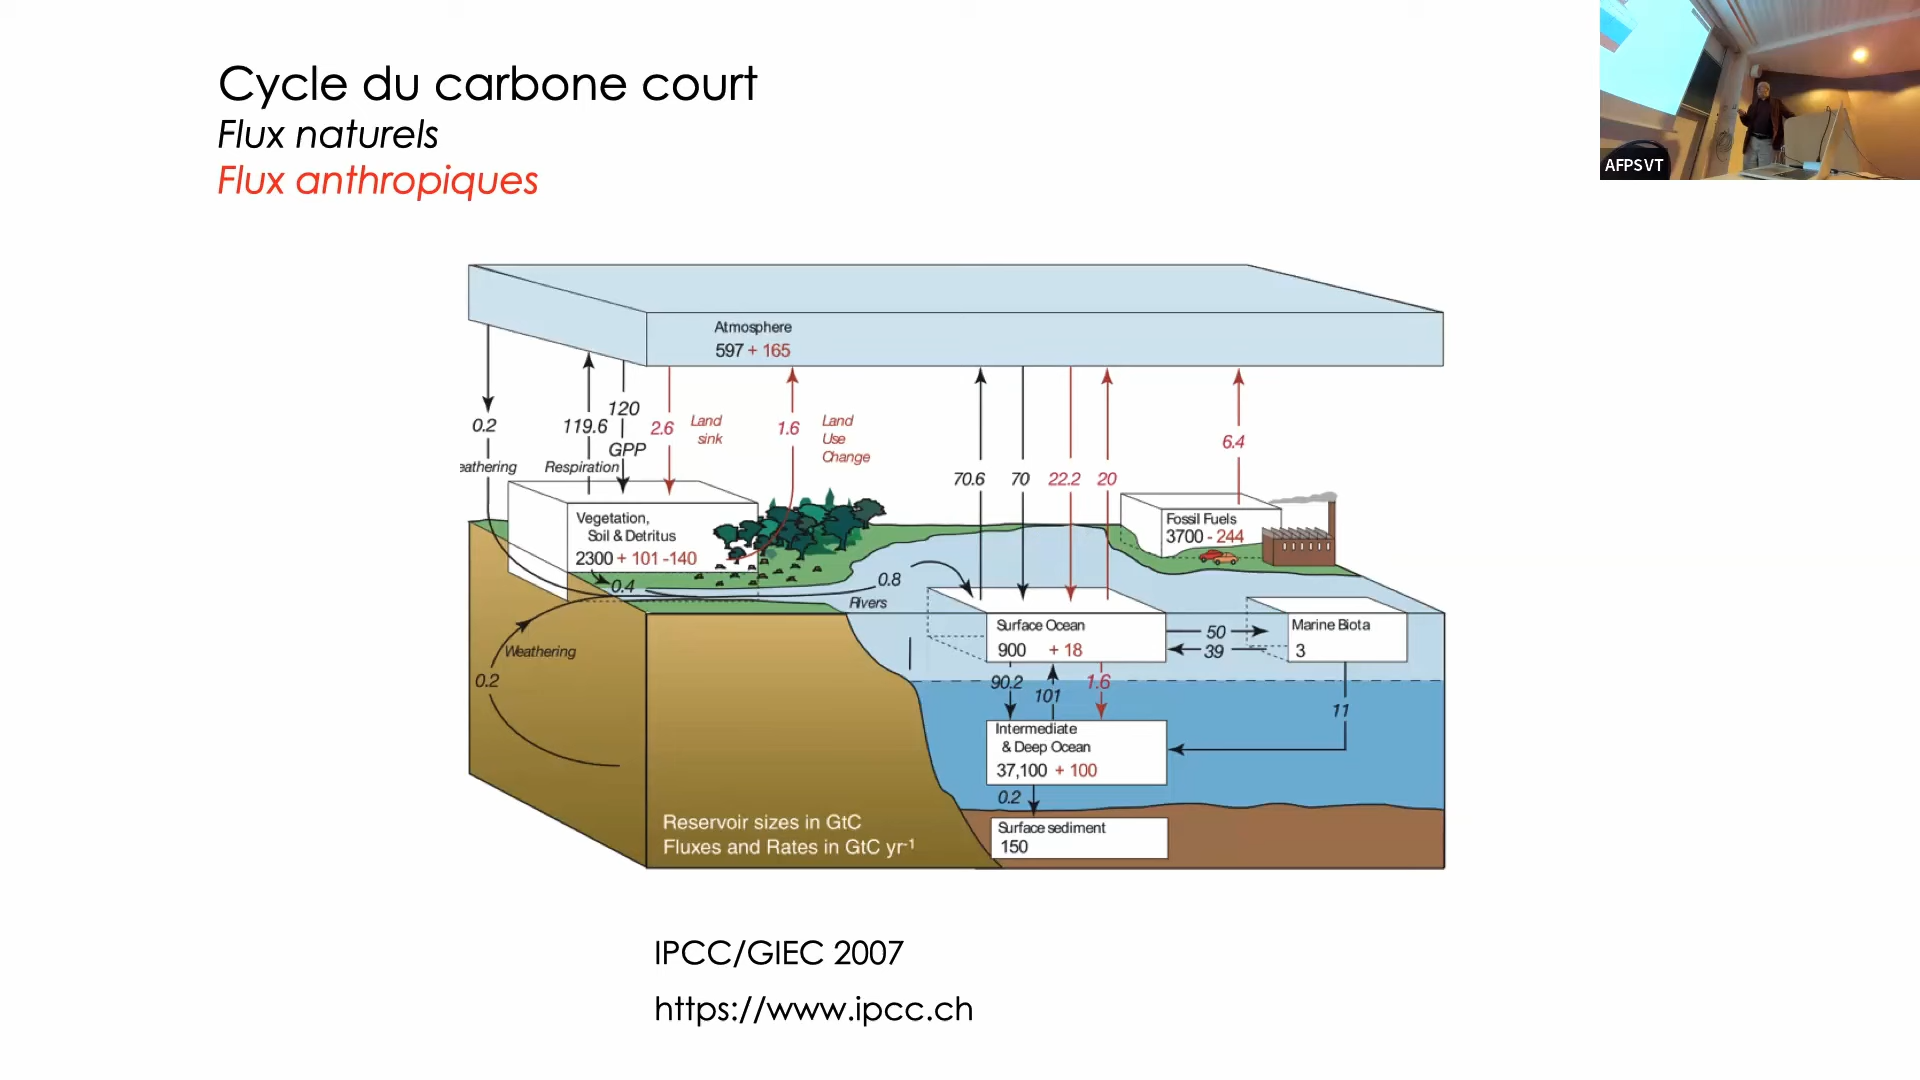 Cycle du carbone court
Flux naturels
Flux anthropiques
AFPSVT
Atmosphere
597 + 165
0.2
eathering
119.6
Respiration
120
GPP
2.6
Land
sink
1.6
Land
Use
Change
70.6
70
22.2
20
6.4
Vegetation,
Soil & Detritus
2300 + 101 -140
Fossil Fuels
3700 - 244
0.4
0.8
Rivers
Surface Ocean
900 + 18
50
39
Marine Biota
3
Weathering
0.2
90.2
101
1.6
11
Intermediate
& Deep Ocean
37,100 + 100
0.2
Surface sediment
150
Reservoir sizes in GtC
Fluxes and Rates in GtC yr-1
IPCC/GIEC 2007
https://www.ipcc.ch